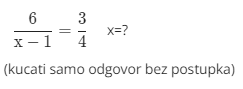 6/(x − 1) = 3/4   x=?
(kucati samo odgovor bez postupka)